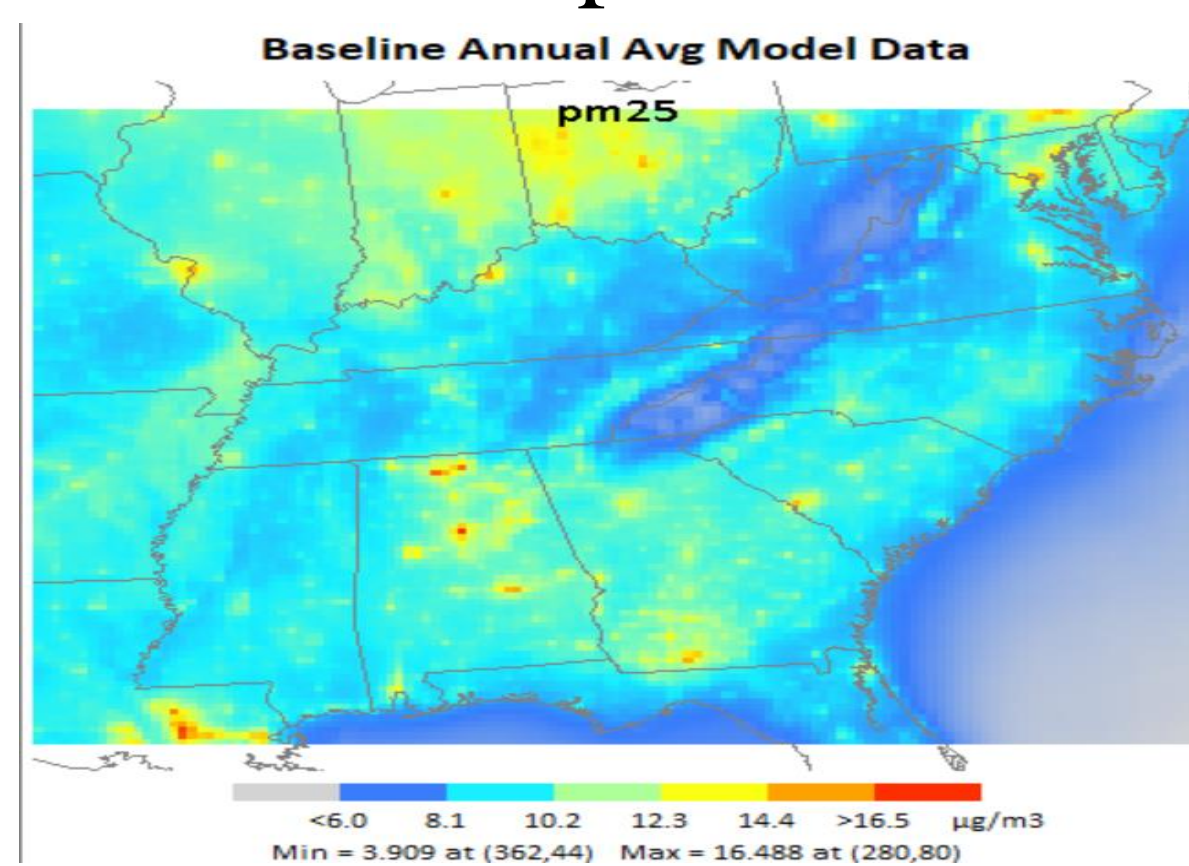 Baseline Annual Avg Model Data
pm25
<6.0 8.1 10.2 12.3 14.4 >16.5 µg/m3
Min = 3.909 at (362,44) Max = 16.488 at (280,80)